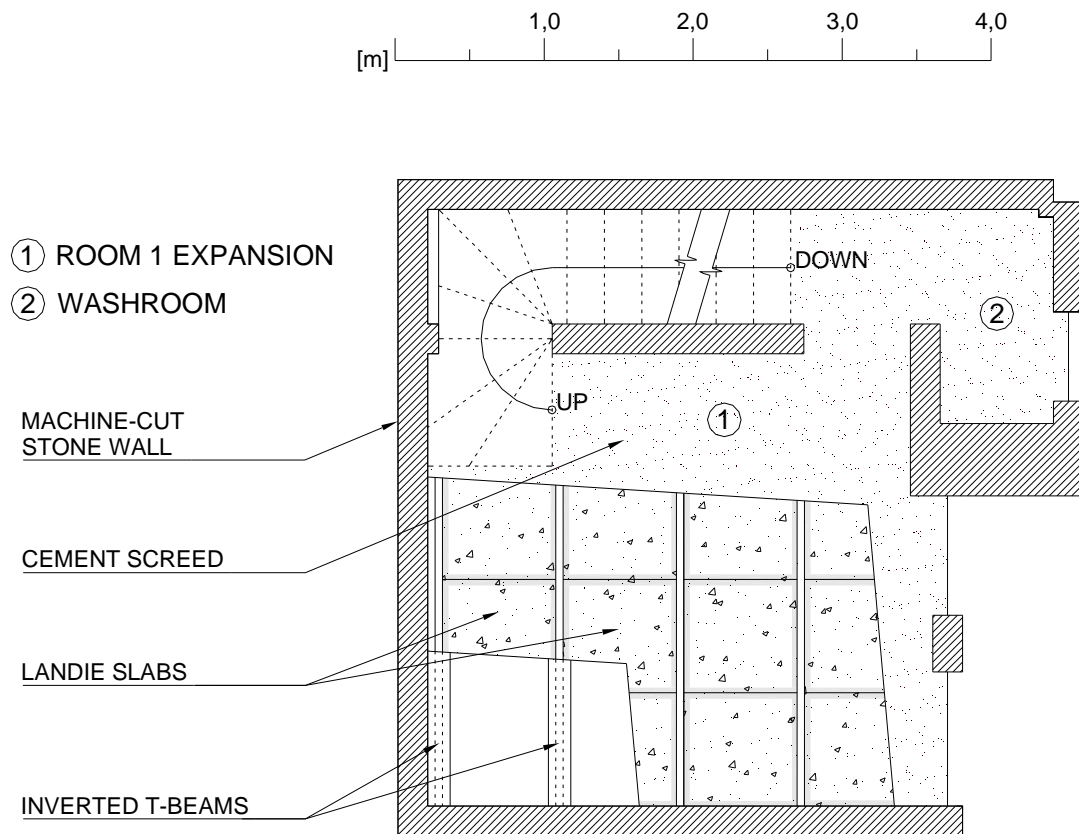 1,0 2,0 3,0 4,0
[m]
1 ROOM 1 EXPANSION
2 WASHROOM
DOWN
2
UP
1
MACHINE-CUT
STONE WALL
CEMENT SCREED
LANDIE SLABS
INVERTED T-BEAMS